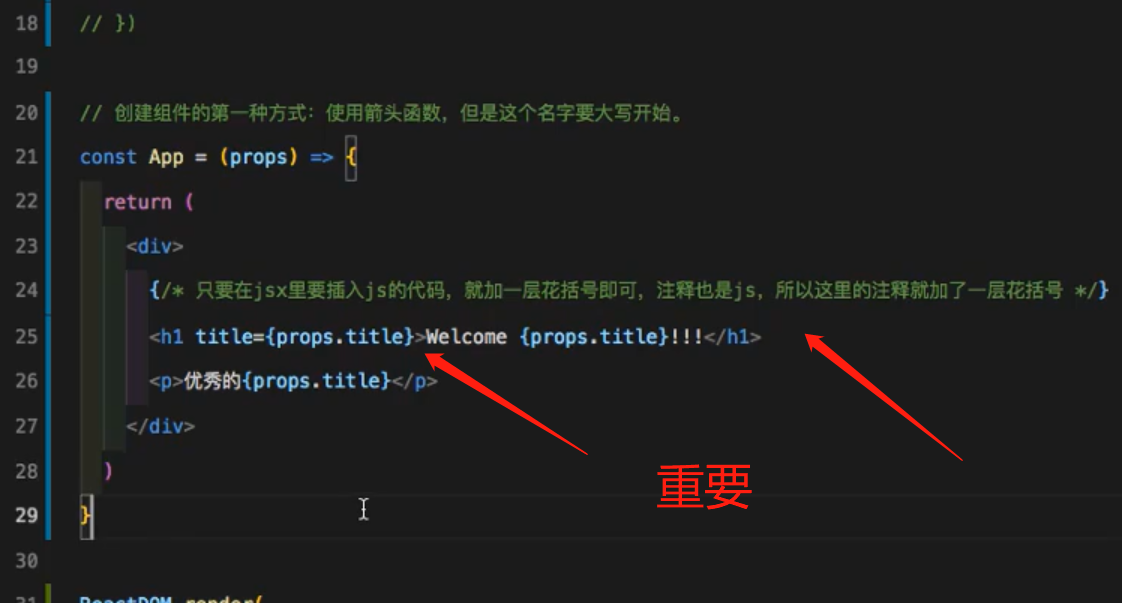 18 // })
19
20 // 创建组件的第一种方式：使用箭头函数，但是这个名字要大写开始。
21 const App = (props) => {
22 return (
23 <div>
24 {/* 只要在jsx里要插入js的代码，就加一层花括号即可，注释也是js，所以这里的注释就加了一层花括号 */}
25 <h1 title={props.title}>Welcome {props.title}!!!</h1>
26 <p>优秀的{props.title}</p>
27 </div>
28 )
重要
29 }
30
31 ReactDOM.render(